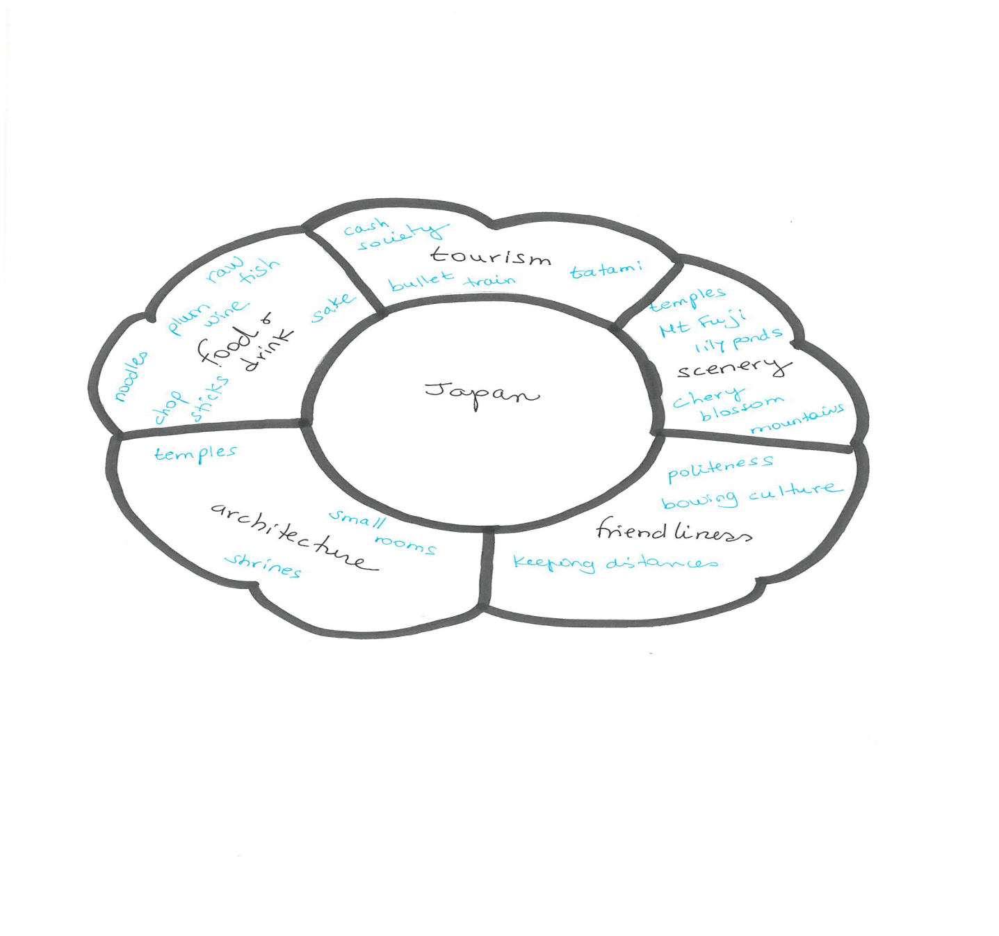 cash
society
tourism
bullet train
tatami
raw
fish
plum
wine
sake
food &
drink
noodles
chop
sticks
temples
Mt Fuji
lily ponds
scenery
chery
blossom
mountains
Japan
temples
architecture
small
rooms
shrines
politeness
bowing culture
friendliness
keeping distances